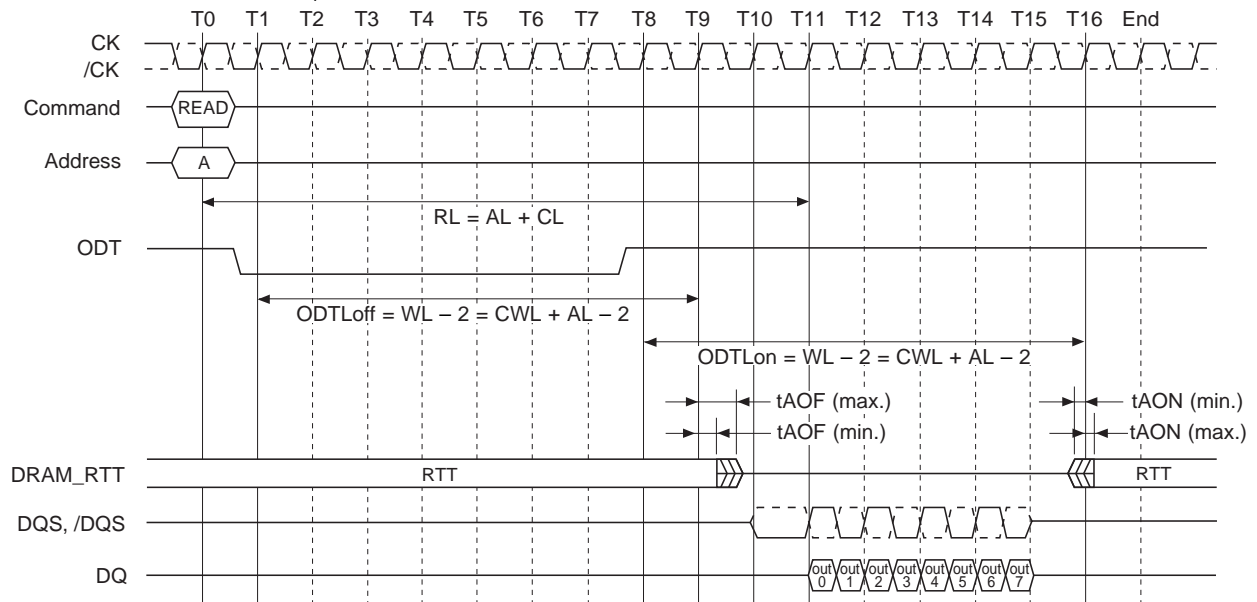 T0 T1 T2 T3 T4 T5 T6 T7 T8 T9 T10 T11 T12 T13 T14 T15 T16 End
CK
/CK
Command READ
Address A
RL = AL + CL
ODT
ODTLoff = WL – 2 = CWL + AL – 2
ODTLon = WL – 2 = CWL + AL – 2
tAOF (max.) tAON (min.)
tAOF (min.) tAON (max.)
DRAM_RTT RTT RTT
DQS, /DQS
DQ out 0 out 1 out 2 out 3 out 4 out 5 out 6 out 7